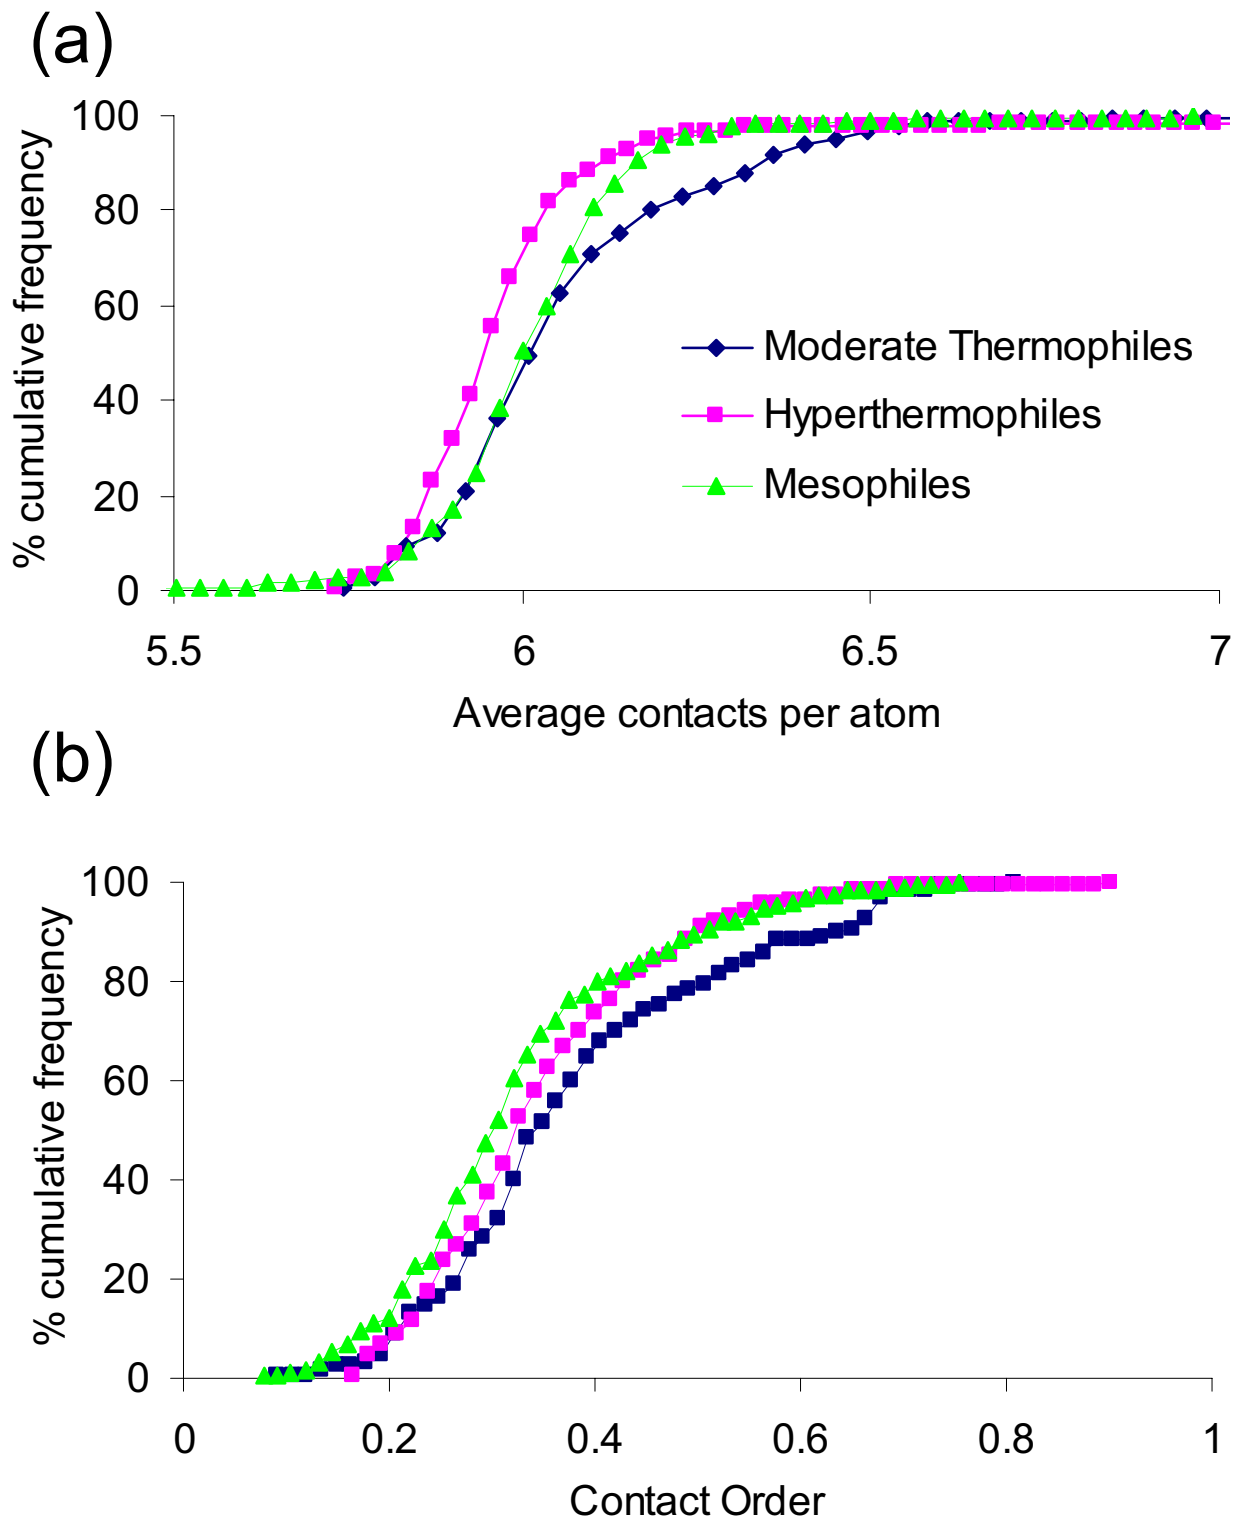 (a)
% cumulative frequency
100
80
60
40
20
0
Moderate Thermophiles
Hyperthermophiles
Mesophiles
5.5 6 6.5 7
Average contacts per atom
(b)
% cumulative frequency
100
80
60
40
20
0
0 0.2 0.4 0.6 0.8 1
Contact Order